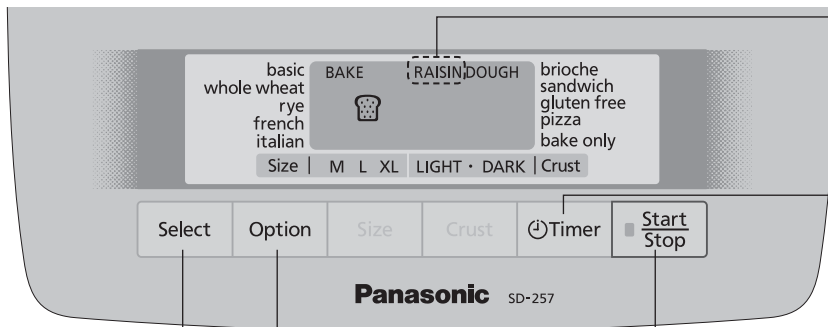 basic BAKE RAISIN DOUGH brioche
whole wheat sandwich
rye gluten free
french pizza
italian bake only
Size M L XL LIGHT · DARK Crust
Select Option Size Crust Timer Start
Stop
Panasonic SD-257